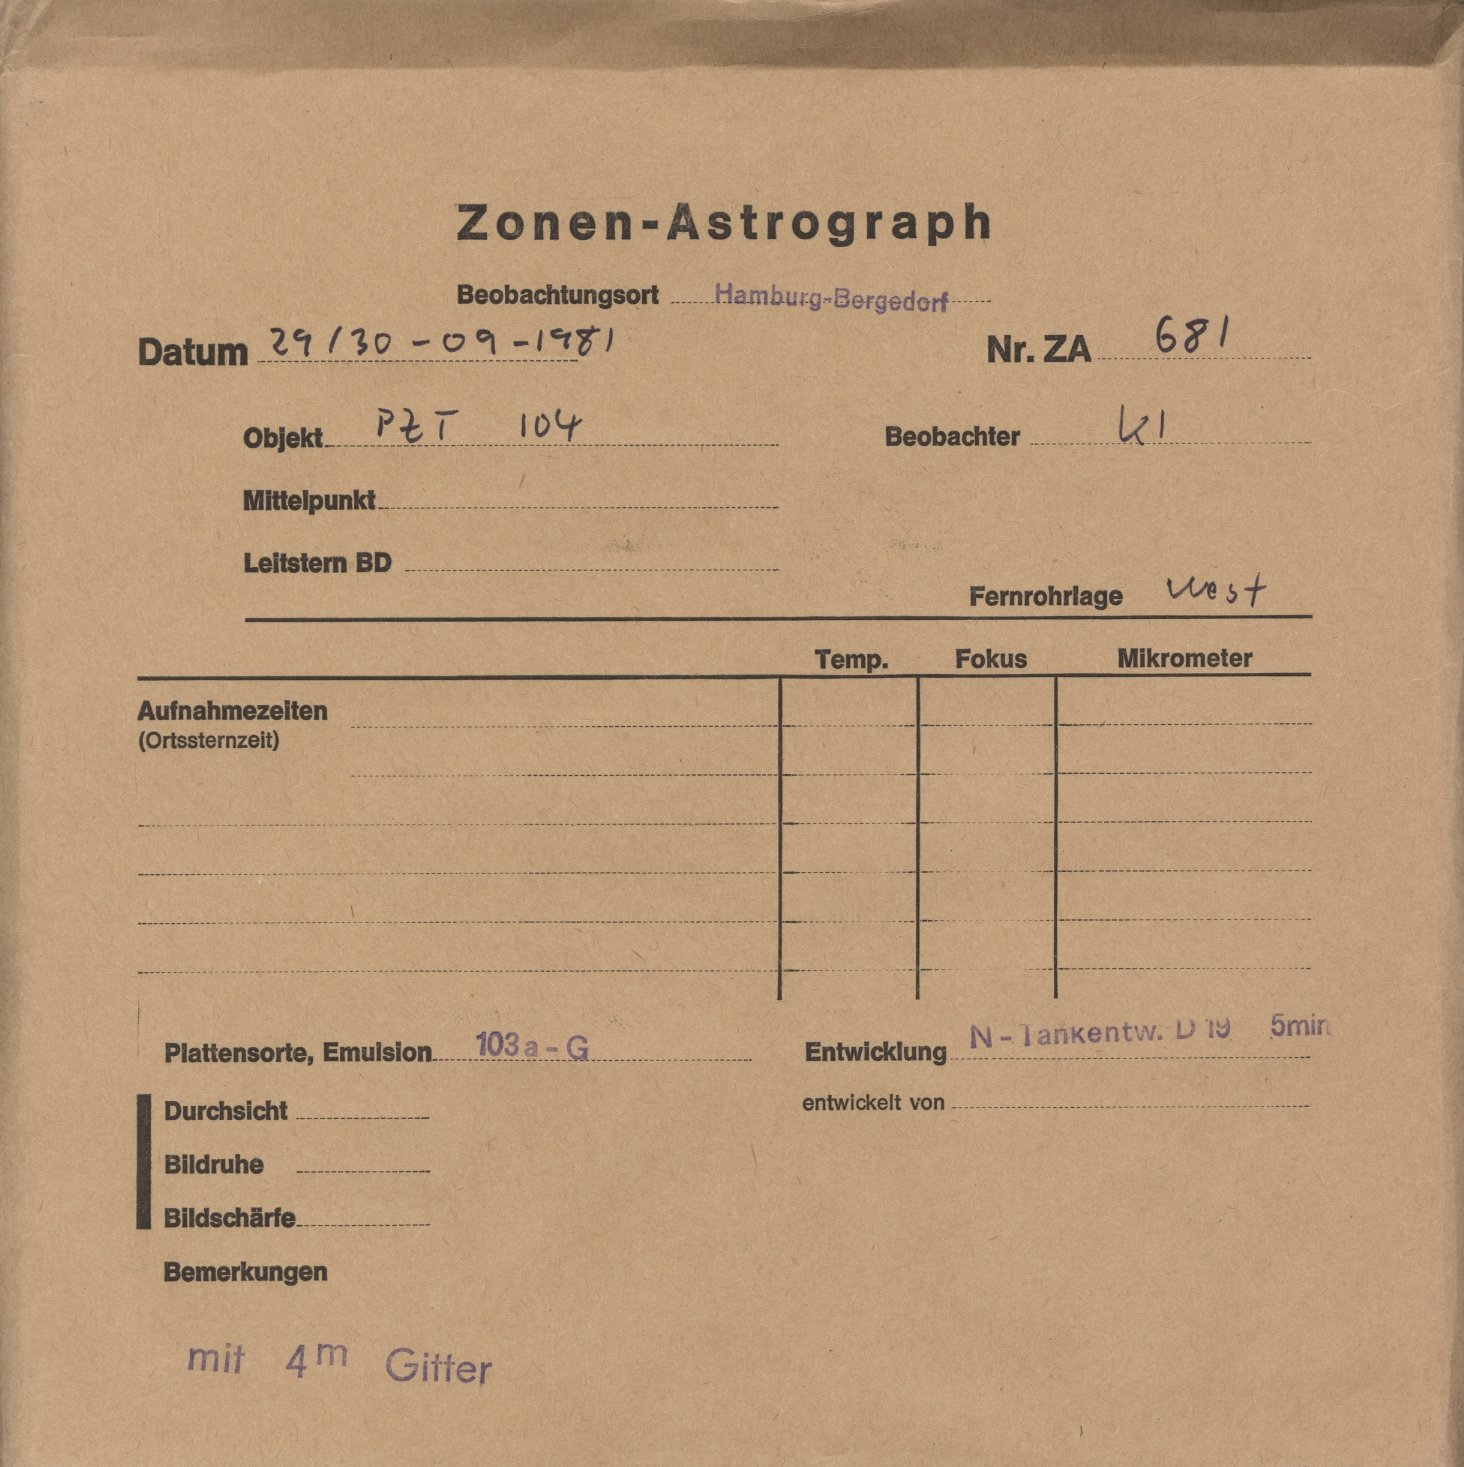 Zonen-Astrograph
Beobachtungsort Hamburg-Bergedorf
Datum 29/30-09-1981 Nr. ZA 681
Objekt PZT 104 Beobachter Kl
Mittelpunkt
Leitstern BD
Fernrohrlage West
Temp. Fokus Mikrometer
Aufnahmezeiten
(Ortssternzeit)
Plattensorte, Emulsion 103a-G Entwicklung N-Tankentw. D19 5min
Durchsicht entwickelt von
Bildruhe
Bildschärfe
Bemerkungen
mit 4m Gitter